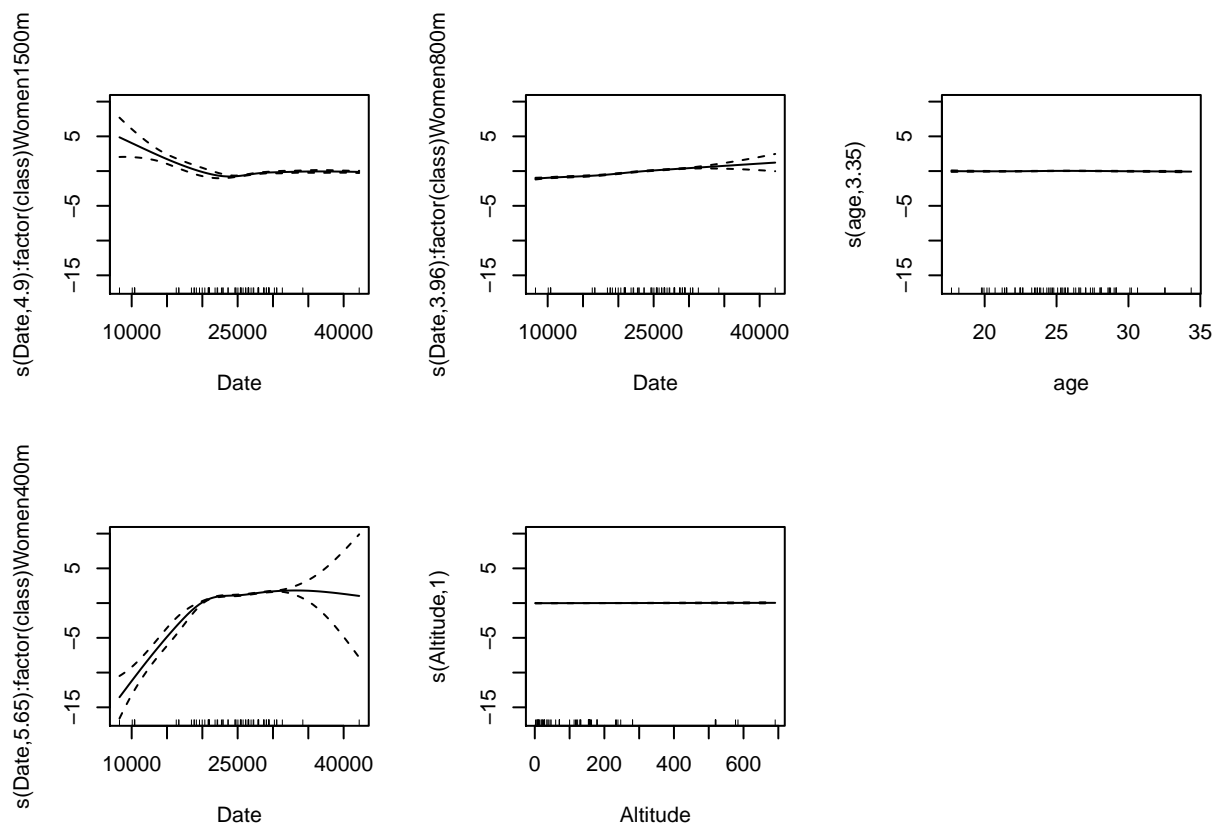 s(Date,4.9):factor(class)Women1500m
5
−5
−15
10000 25000 40000
Date
s(Date,3.96):factor(class)Women800m
5
−5
−15
10000 25000 40000
Date
s(age,3.35)
5
−5
−15
20 25 30 35
age
s(Date,5.65):factor(class)Women400m
5
−5
−15
10000 25000 40000
Date
s(Altitude,1)
5
−5
−15
0 200 400 600
Altitude